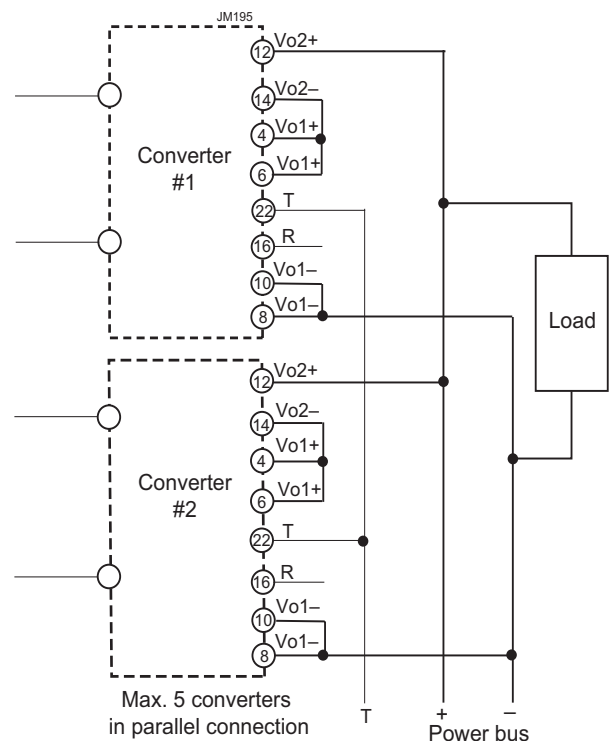 JM195
12 Vo2+
14 Vo2–
4 Vo1+
Converter
#1
6 Vo1+
22 T
16 R
10 Vo1–
8 Vo1–
Load
12 Vo2+
14 Vo2–
4 Vo1+
Converter
#2
6 Vo1+
22 T
16 R
10 Vo1–
8 Vo1–
Max. 5 converters
in parallel connection
T
+
–
Power bus